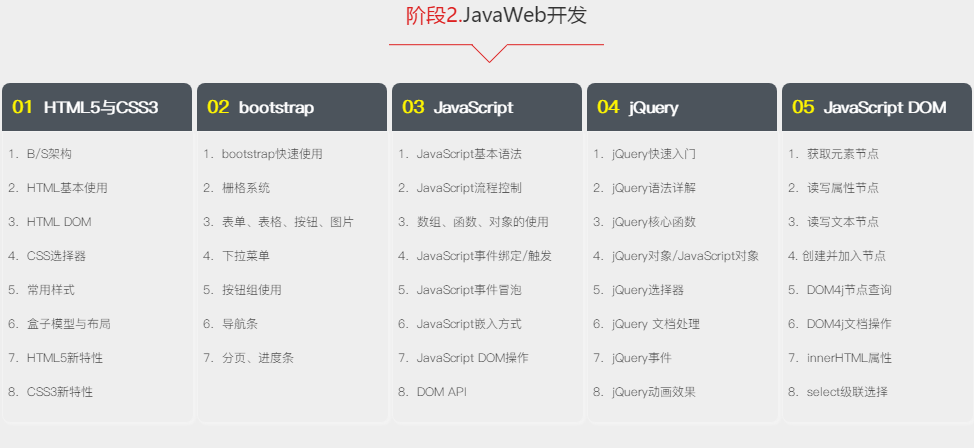 阶段2.JavaWeb开发
01 HTML5与CSS3
1. B/S架构
2. HTML基本使用
3. HTML DOM
4. CSS选择器
5. 常用样式
6. 盒子模型与布局
7. HTML5新特性
8. CSS3新特性
02 bootstrap
1. bootstrap快速使用
2. 栅格系统
3. 表单、表格、按钮、图片
4. 下拉菜单
5. 按钮组使用
6. 导航条
7. 分页、进度条
03 JavaScript
1. JavaScript基本语法
2. JavaScript流程控制
3. 数组、函数、对象的使用
4. JavaScript事件绑定/触发
5. JavaScript事件冒泡
6. JavaScript嵌入方式
7. JavaScript DOM操作
8. DOM API
04 jQuery
1. jQuery快速入门
2. jQuery语法详解
3. jQuery核心函数
4. jQuery对象/JavaScript对象
5. jQuery选择器
6. jQuery 文档处理
7. jQuery事件
8. jQuery动画效果
05 JavaScript DOM
1. 获取元素节点
2. 读写属性节点
3. 读写文本节点
4. 创建并加入节点
5. DOM4j节点查询
6. DOM4j文档操作
7. innerHTML属性
8. select级联选择